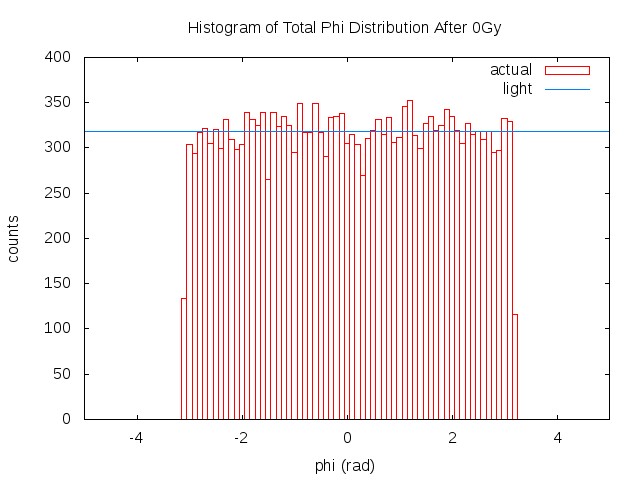 Histogram of Total Phi Distribution After 0Gy
400
350
300
250
200
150
100
50
0
counts
actual
light
-4 -2 0 2 4
phi (rad)